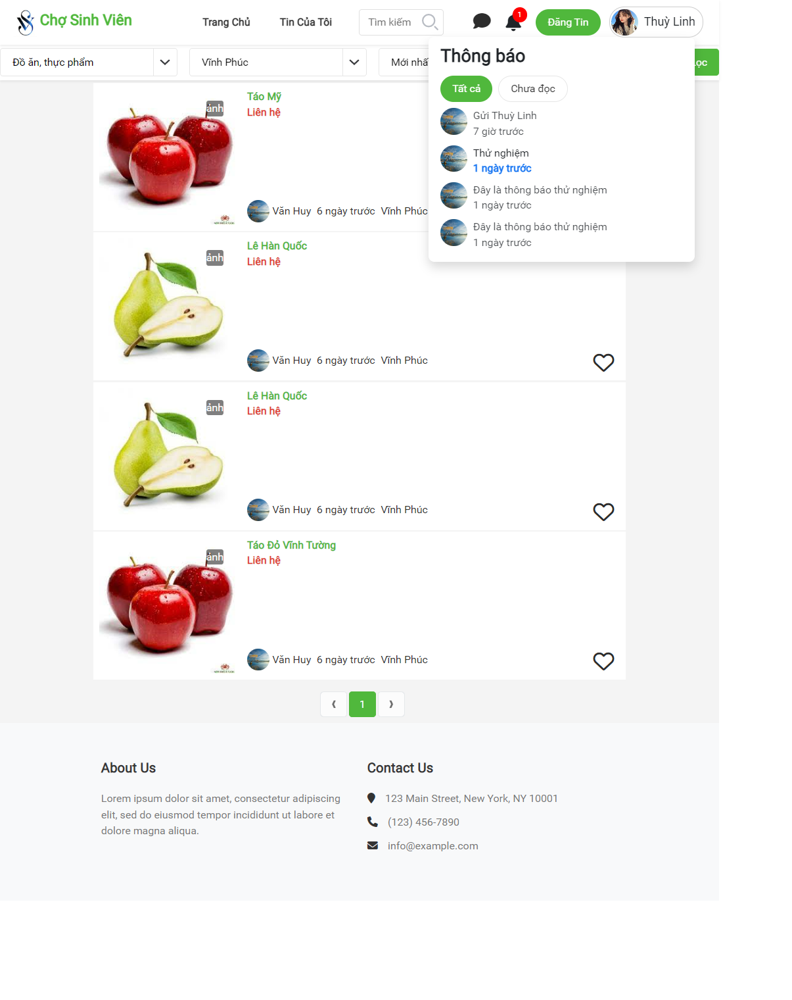 Chợ Sinh Viên
Trang Chủ
Tin Của Tôi
Tìm kiếm
1
Đăng Tin
Thuỳ Linh
Đồ ăn, thực phẩm
Vĩnh Phúc
Mới nhấ
Thông báo
Tất cả
Chưa đọc
Gửi Thuỳ Linh
7 giờ trước
Thử nghiệm
1 ngày trước
Đây là thông báo thử nghiệm
1 ngày trước
Đây là thông báo thử nghiệm
1 ngày trước
ảnh
Táo Mỹ
Liên hệ
Văn Huy 6 ngày trước Vĩnh Phúc
ảnh
Lê Hàn Quốc
Liên hệ
Văn Huy 6 ngày trước Vĩnh Phúc
ảnh
Lê Hàn Quốc
Liên hệ
Văn Huy 6 ngày trước Vĩnh Phúc
ảnh
Táo Đỏ Vĩnh Tường
Liên hệ
Văn Huy 6 ngày trước Vĩnh Phúc
‹ 1 ›
About Us
Lorem ipsum dolor sit amet, consectetur adipiscing
elit, sed do eiusmod tempor incididunt ut labore et
dolore magna aliqua.
Contact Us
123 Main Street, New York, NY 10001
(123) 456-7890
info@example.com